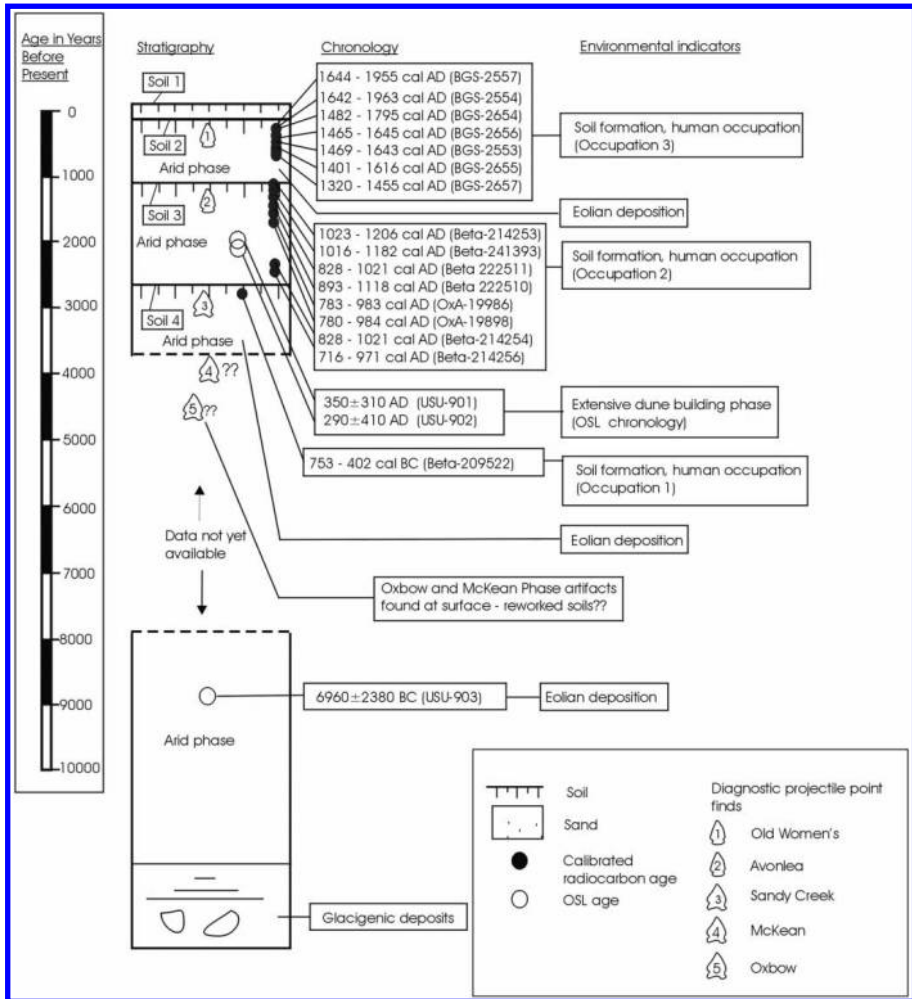 Age in Years
Before
Present
0
1000
2000
3000
4000
5000
6000
7000
8000
9000
10000
Stratigraphy
Soil 1
Soil 2
1
Arid phase
Soil 3
2
Arid phase
Soil 4
3
Arid phase
4 ??
5 ??
Data not yet
available
Arid phase
Chronology
1644 - 1955 cal AD (BGS-2557)
1642 - 1963 cal AD (BGS-2554)
1482 - 1795 cal AD (BGS-2654)
1465 - 1645 cal AD (BGS-2656)
1469 - 1643 cal AD (BGS-2553)
1401 - 1616 cal AD (BGS-2655)
1320 - 1455 cal AD (BGS-2657)
1023 - 1206 cal AD (Beta-214253)
1016 - 1182 cal AD (Beta-241393)
828 - 1021 cal AD (Beta 222511)
893 - 1118 cal AD (Beta 222510)
783 - 983 cal AD (OxA-19986)
780 - 984 cal AD (OxA-19898)
828 - 1021 cal AD (Beta-214254)
716 - 971 cal AD (Beta-214256)
350±310 AD (USU-901)
290±410 AD (USU-902)
753 - 402 cal BC (Beta-209522)
Oxbow and McKean Phase artifacts
found at surface - reworked soils??
6960±2380 BC (USU-903)
Glacigenic deposits
Environmental indicators
Soil formation, human occupation
(Occupation 3)
Eolian deposition
Soil formation, human occupation
(Occupation 2)
Extensive dune building phase
(OSL chronology)
Soil formation, human occupation
(Occupation 1)
Eolian deposition
Eolian deposition
Soil
Sand
Calibrated
radiocarbon age
OSL age
Diagnostic projectile point
finds
1 Old Women's
2 Avonlea
3 Sandy Creek
4 McKean
5 Oxbow